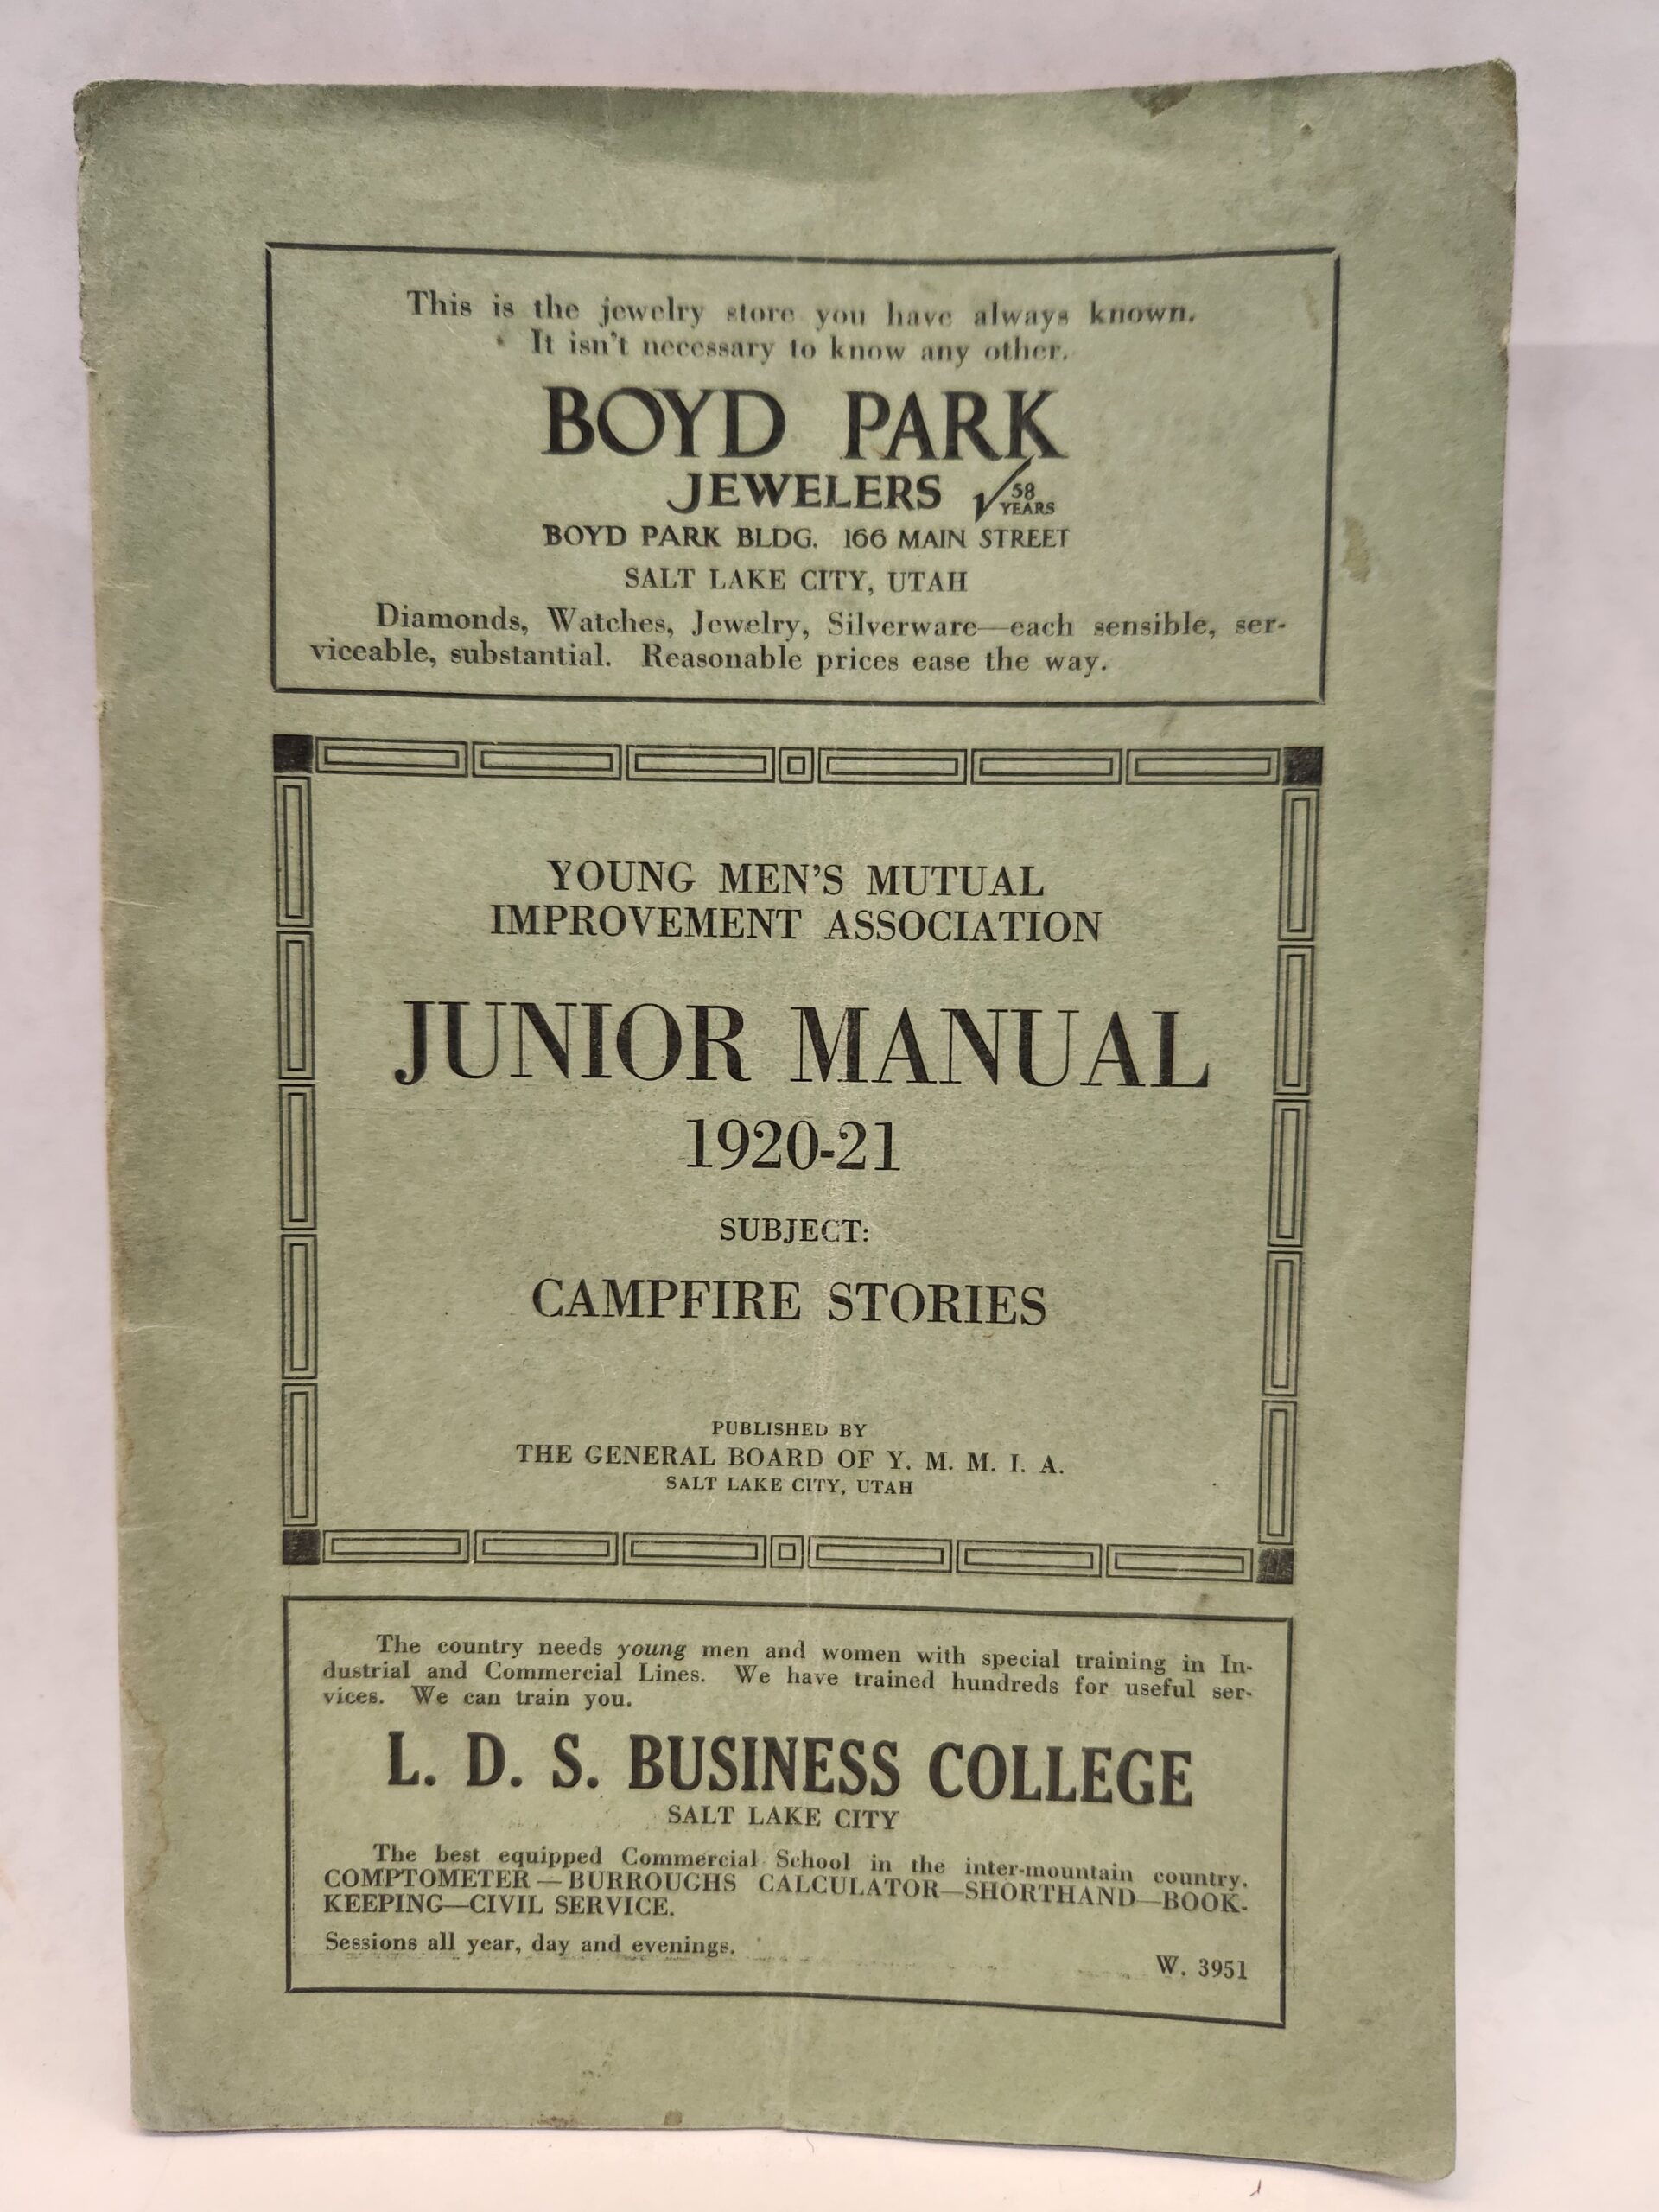 This is the jewelry store you have always known.
It isn't necessary to know any other.
BOYD PARK
JEWELERS 58
YEARS
BOYD PARK BLDG. 166 MAIN STREET
SALT LAKE CITY, UTAH
Diamonds, Watches, Jewelry, Silverware—each sensible, ser-
viceable, substantial. Reasonable prices ease the way.
YOUNG MEN'S MUTUAL
IMPROVEMENT ASSOCIATION
JUNIOR MANUAL
1920-21
SUBJECT:
CAMPFIRE STORIES
PUBLISHED BY
THE GENERAL BOARD OF Y. M. M. I. A.
SALT LAKE CITY, UTAH
The country needs young men and women with special training in In-
dustrial and Commercial Lines. We have trained hundreds for useful ser-
vices. We can train you.
L. D. S. BUSINESS COLLEGE
SALT LAKE CITY
The best equipped Commercial School in the inter-mountain country.
COMPTOMETER — BURROUGHS CALCULATOR—SHORTHAND—BOOK-
KEEPING—CIVIL SERVICE.
Sessions all year, day and evenings.
W. 3951